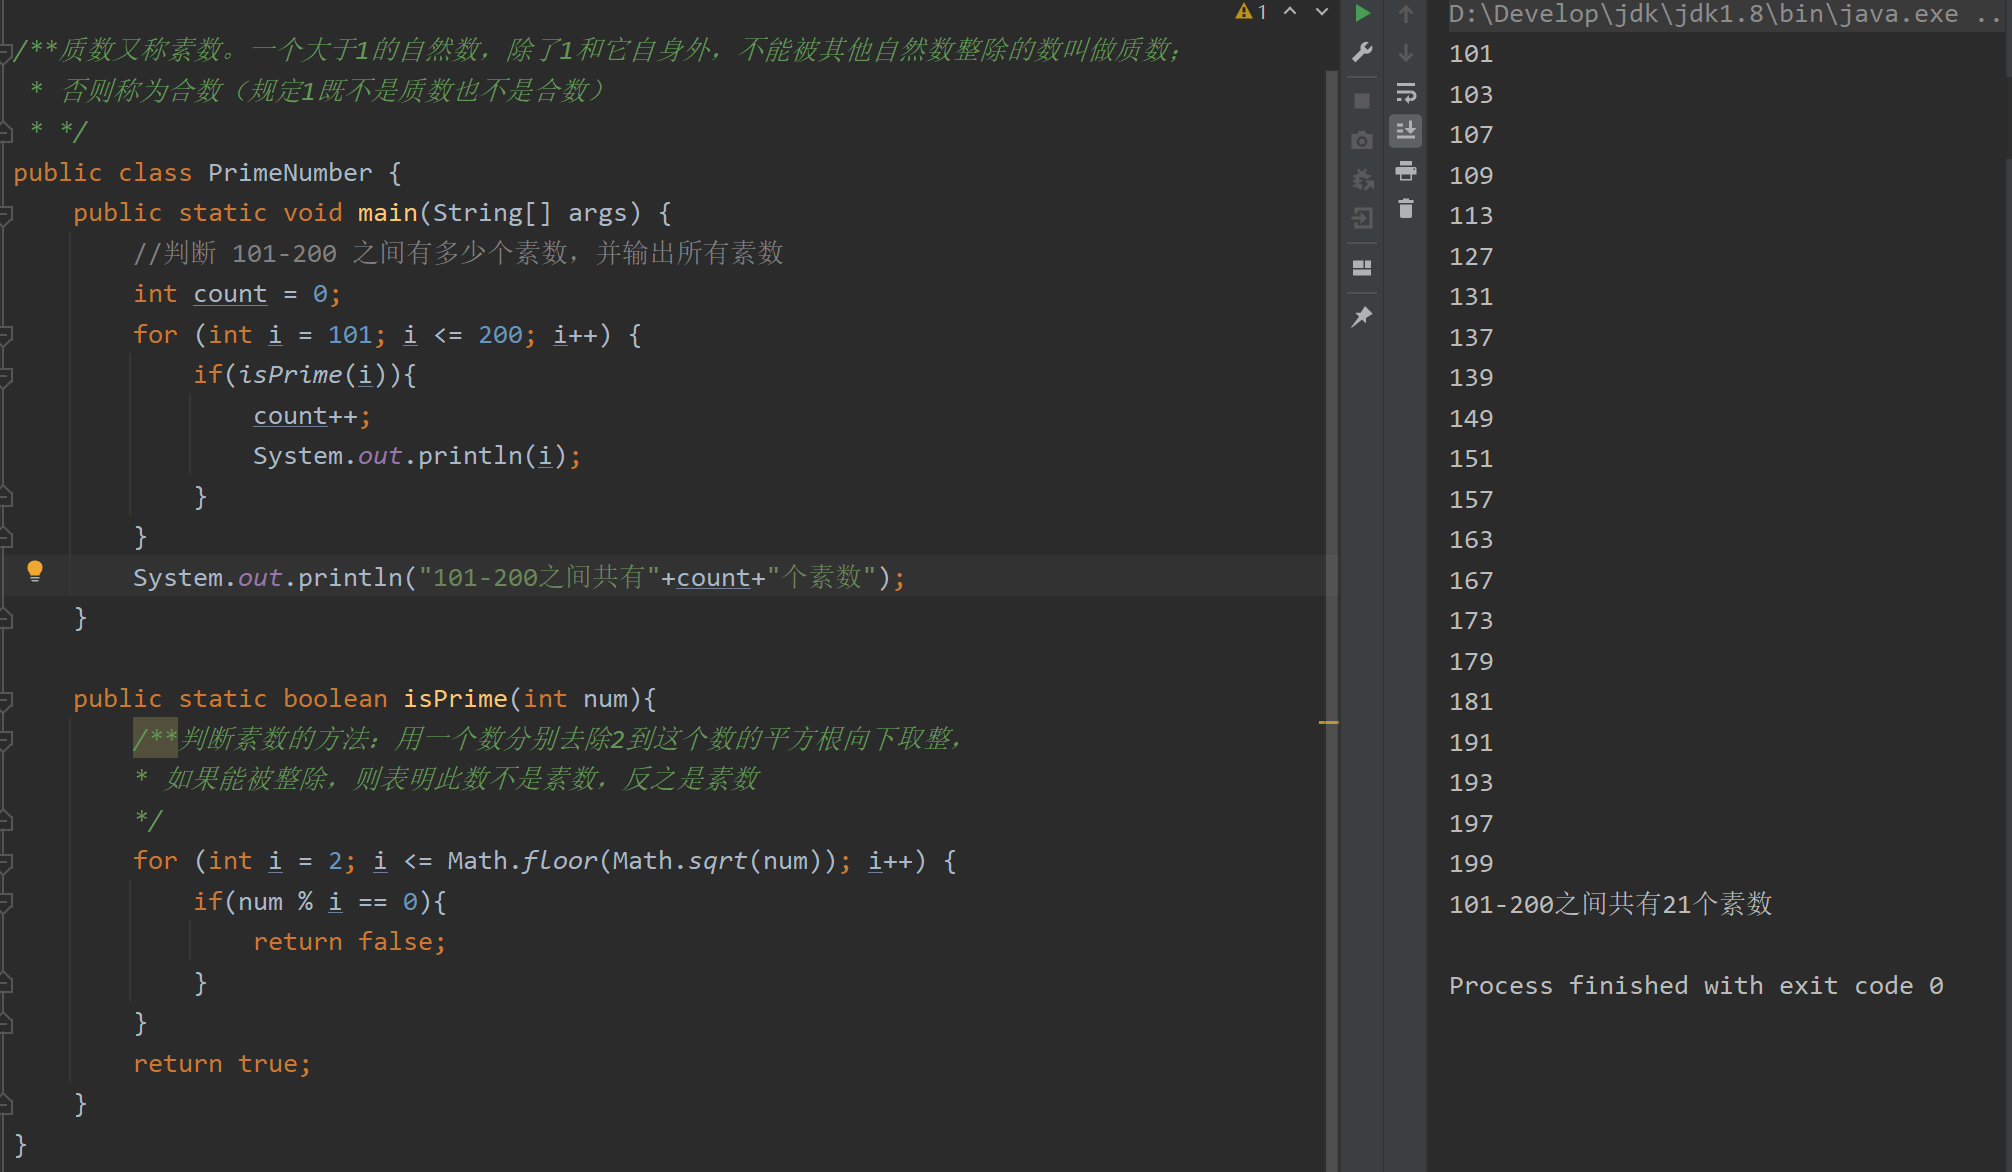 /**质数又称素数。一个大于1的自然数，除了1和它自身外，不能被其他自然数整除的数叫做质数；
 * 否则称为合数（规定1既不是质数也不是合数）
 * */
public class PrimeNumber {
    public static void main(String[] args) {
        //判断 101-200 之间有多少个素数，并输出所有素数
        int count = 0;
        for (int i = 101; i <= 200; i++) {
            if(isPrime(i)){
                count++;
                System.out.println(i);
            }
        }
        System.out.println("101-200之间共有"+count+"个素数");
    }
    public static boolean isPrime(int num){
        /**判断素数的方法：用一个数分别去除2到这个数的平方根向下取整，
        * 如果能被整除，则表明此数不是素数，反之是素数
        */
        for (int i = 2; i <= Math.floor(Math.sqrt(num)); i++) {
            if(num % i == 0){
                return false;
            }
        }
        return true;
    }
}
1
D:\Develop\jdk\jdk1.8\bin\java.exe ..
101
103
107
109
113
127
131
137
139
149
151
157
163
167
173
179
181
191
193
197
199
101-200之间共有21个素数
Process finished with exit code 0